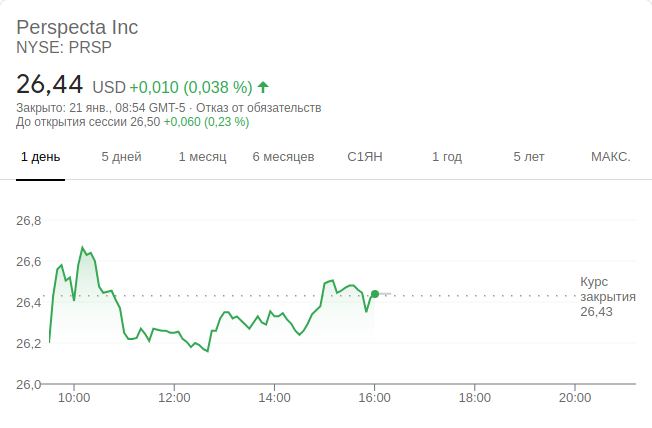 Perspecta Inc
NYSE: PRSP
26,44 USD +0,010 (0,038 %)
Закрыто: 21 янв., 08:54 GMT-5 · Отказ от обязательств
До открытия сессии 26,50 +0,060 (0,23 %)
1 день 5 дней 1 месяц 6 месяцев С1ЯН 1 год 5 лет МАКС.
26,8
26,6
26,4
26,2
26,0
Курс
закрытия
26,43
10:00 12:00 14:00 16:00 18:00 20:00